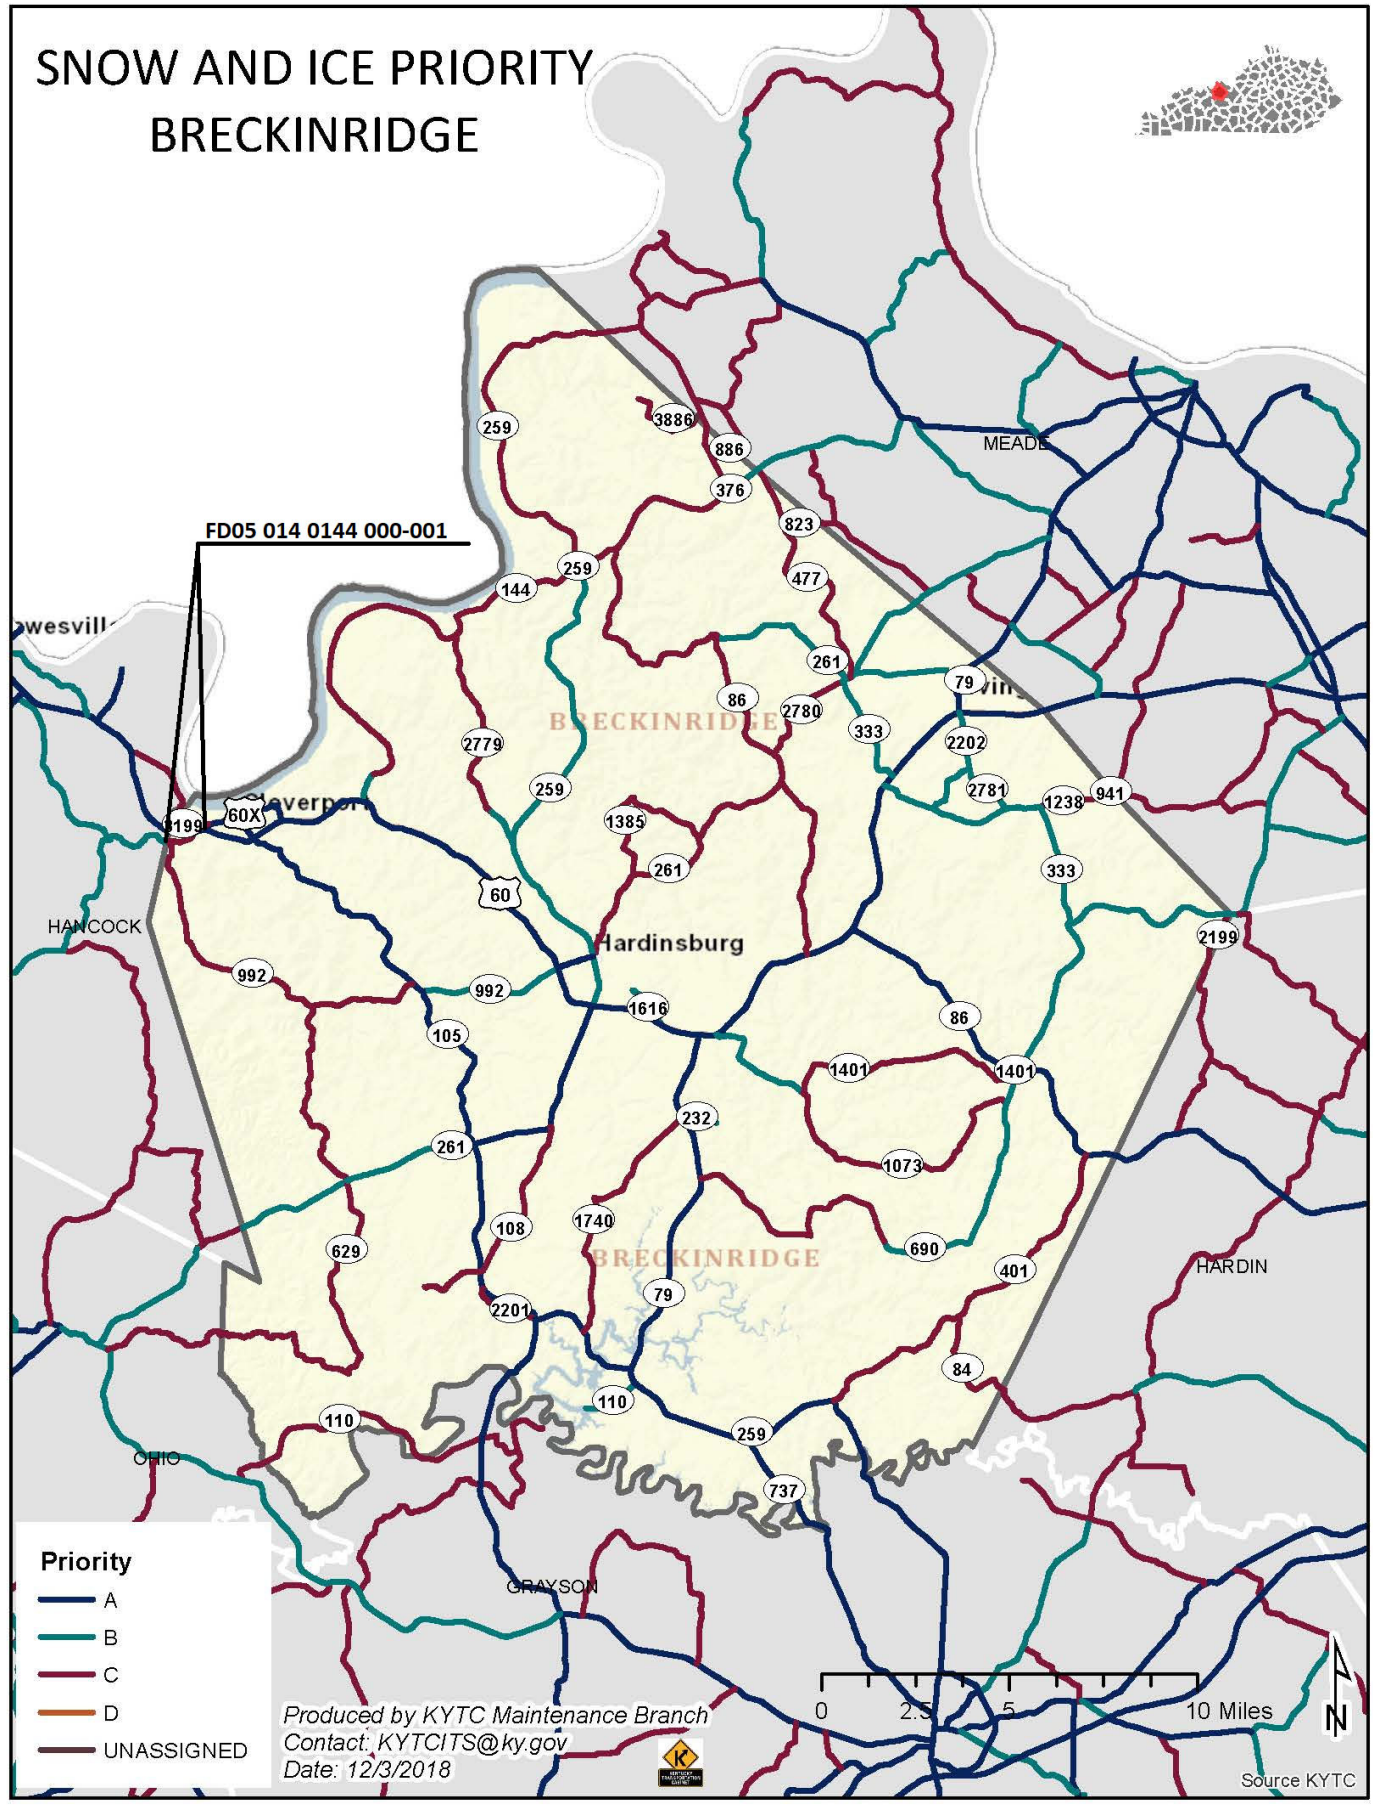 SNOW AND ICE PRIORITY
BRECKINRIDGE
3886
259
886
MEADE
376
FD05 014 0144 000-001
823
259
477
144
261
79
86
2780
BRECKINRIDGE
333
2202
2779
259
2781
1238
941
60X
3199
1385
261
333
60
HANCOCK
2199
Hardinsburg
992
992
1616
86
105
1401
1401
232
261
1073
1740
108
690
629
BRECKINRIDGE
HARDIN
401
79
2201
84
110
110
259
OHIO
737
Priority
A
B
C
D
UNASSIGNED
GRAYSON
0 2.5 5 10 Miles
N
Produced by KYTC Maintenance Branch
Contact: KYTCITS@ky.gov
Date: 12/3/2018
KENTUCKY
TRANSPORTATION
CABINET
Source KYTC